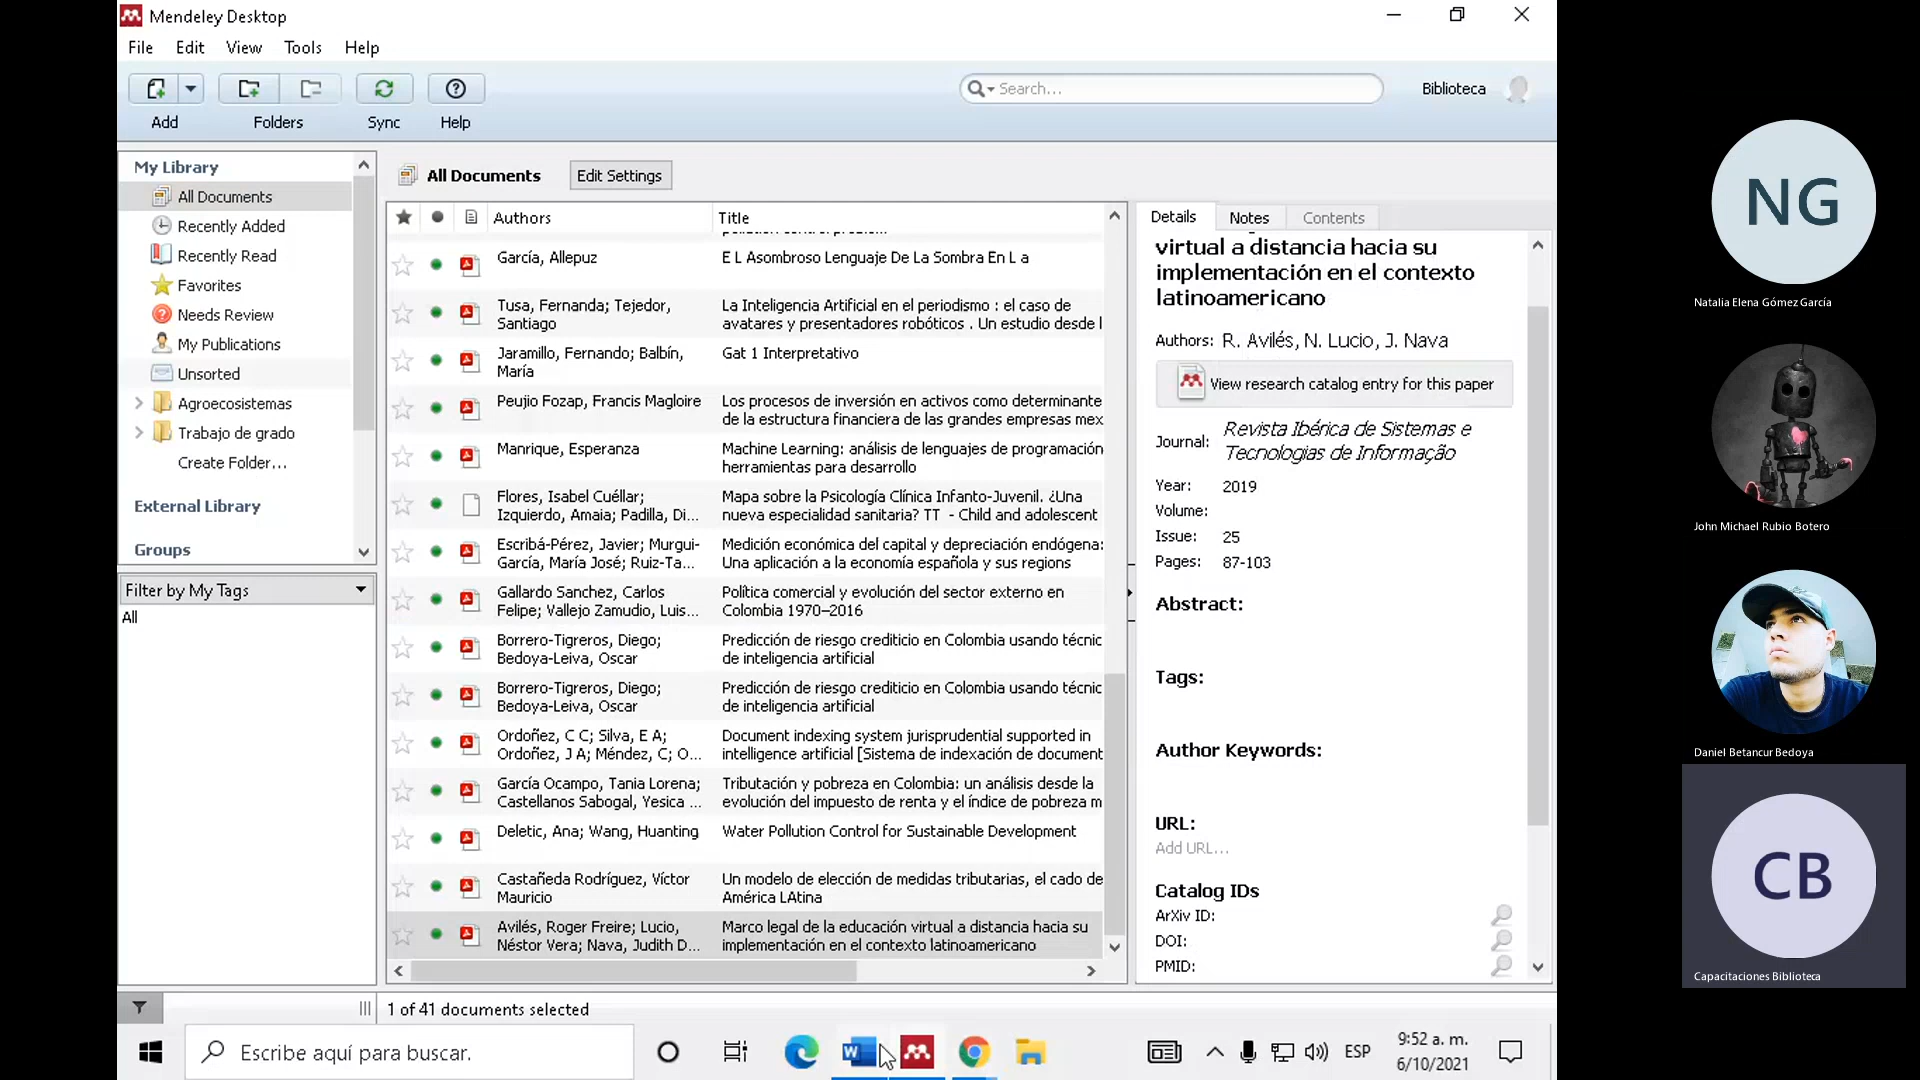 Mendeley Desktop
File Edit View Tools Help
Add Folders Sync Help
Search...
Biblioteca
My Library
All Documents
Recently Added
Recently Read
Favorites
Needs Review
My Publications
Unsorted
Agroecosistemas
Trabajo de grado
Create Folder...
External Library
Groups
Filter by My Tags
All
All Documents Edit Settings
Authors Title
García, Allepuz E L Asombroso Lenguaje De La Sombra En L a
Tusa, Fernanda; Tejedor, La Inteligencia Artificial en el periodismo : el caso de
Santiago avatares y presentadores robóticos . Un estudio desde l
Jaramillo, Fernando; Balbín, Gat 1 Interpretativo
María
Peujio Fozap, Francis Magloire Los procesos de inversión en activos como determinante
de la estructura financiera de las grandes empresas mex
Manrique, Esperanza Machine Learning: análisis de lenguajes de programación
herramientas para desarrollo
Flores, Isabel Cuéllar; Mapa sobre la Psicología Clínica Infanto-Juvenil. ¿Una
Izquierdo, Amaia; Padilla, Di... nueva especialidad sanitaria? TT - Child and adolescent
Escribá-Pérez, Javier; Murgui- Medición económica del capital y depreciación endógena:
García, María José; Ruiz-Ta... Una aplicación a la economía española y sus regions
Gallardo Sanchez, Carlos Política comercial y evolución del sector externo en
Felipe; Vallejo Zamudio, Luis... Colombia 1970–2016
Borrero-Tigreros, Diego; Predicción de riesgo crediticio en Colombia usando técnic
Bedoya-Leiva, Oscar de inteligencia artificial
Borrero-Tigreros, Diego; Predicción de riesgo crediticio en Colombia usando técnic
Bedoya-Leiva, Oscar de inteligencia artificial
Ordoñez, C C; Silva, E A; Document indexing system jurisprudential supported in
Ordoñez, J A; Méndez, C; O... intelligence artificial [Sistema de indexación de document
García Ocampo, Tania Lorena; Tributación y pobreza en Colombia: un análisis desde la
Castellanos Sabogal, Yesica ... evolución del impuesto de renta y el índice de pobreza m
Deletic, Ana; Wang, Huanting Water Pollution Control for Sustainable Development
Castañeda Rodríguez, Víctor Un modelo de elección de medidas tributarias, el cado de
Mauricio América LAtina
Avilés, Roger Freire; Lucio, Marco legal de la educación virtual a distancia hacia su
Néstor Vera; Nava, Judith D... implementación en el contexto latinoamericano
1 of 41 documents selected
Details Notes Contents
virtual a distancia hacia su
implementación en el contexto
latinoamericano
Authors: R. Avilés, N. Lucio, J. Nava
View research catalog entry for this paper
Journal: Revista Ibérica de Sistemas e
Tecnologias de Informação
Year: 2019
Volume:
Issue: 25
Pages: 87-103
Abstract:
Tags:
Author Keywords:
URL:
Add URL...
Catalog IDs
ArXiv ID:
DOI:
PMID:
Escribe aquí para buscar.
ESP
9:52 a. m.
6/10/2021
NG
Natalia Elena Gómez García
John Michael Rubio Botero
Daniel Betancur Bedoya
CB
Capacitaciones Biblioteca